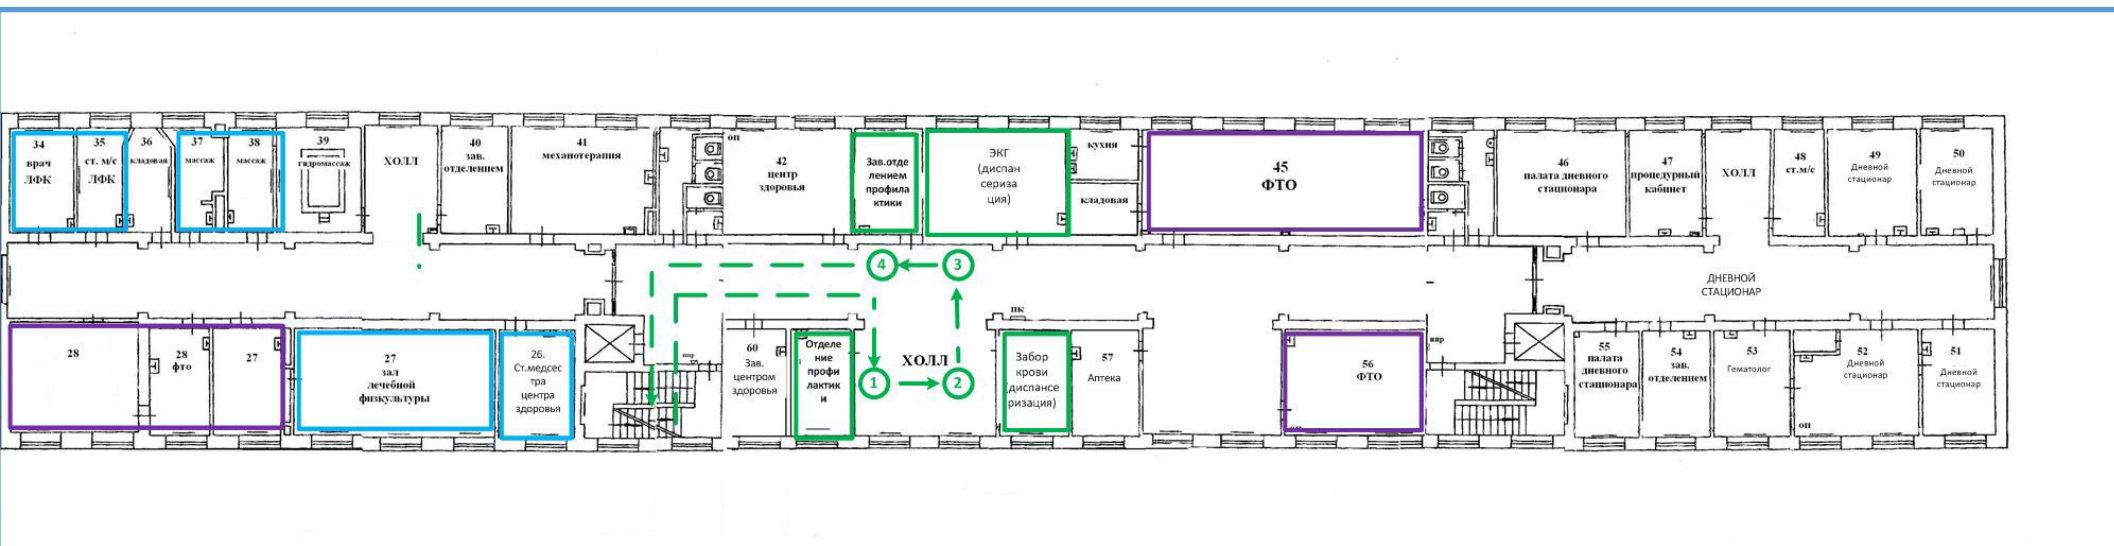 34
врач
ЛФК
35
ст. м/с
ЛФК
36
кладовая
37
массаж
38
массаж
39
гидромассаж
ХОЛЛ
40
зав.
отделением
41
механотерапия
оп
42
центр
здоровья
Зав.отде
лением
профила
ктики
ЭКГ
(диспан
сериза
ция)
кухня
кладовая
45
ФТО
46
палата дневного
стационара
47
процедурный
кабинет
ХОЛЛ
48
ст.м/с
49
Дневной
стационар
50
Дневной
стационар
4
3
ДНЕВНОЙ
СТАЦИОНАР
28
28
фто
27
27
зал
лечебной
физкультуры
26.
Ст.медсес
тра
центра
здоровья
60
Зав.
центром
здоровья
Отделе
ние
профи
лактик
и
ХОЛЛ
1
2
пк
Забор
крови
(диспансе
ризация)
57
Аптека
56
ФТО
55
палата
дневного
стационара
54
зав.
отделением
53
Гематолог
52
Дневной
стационар
оп
51
Дневной
стационар